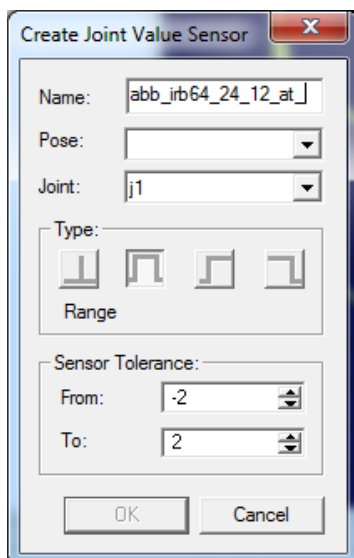 Create Joint Value Sensor
Name: abb_irb64_24_12_at_
Pose:
Joint: j1
Type:
Range
Sensor Tolerance:
From: -2
To: 2
OK Cancel